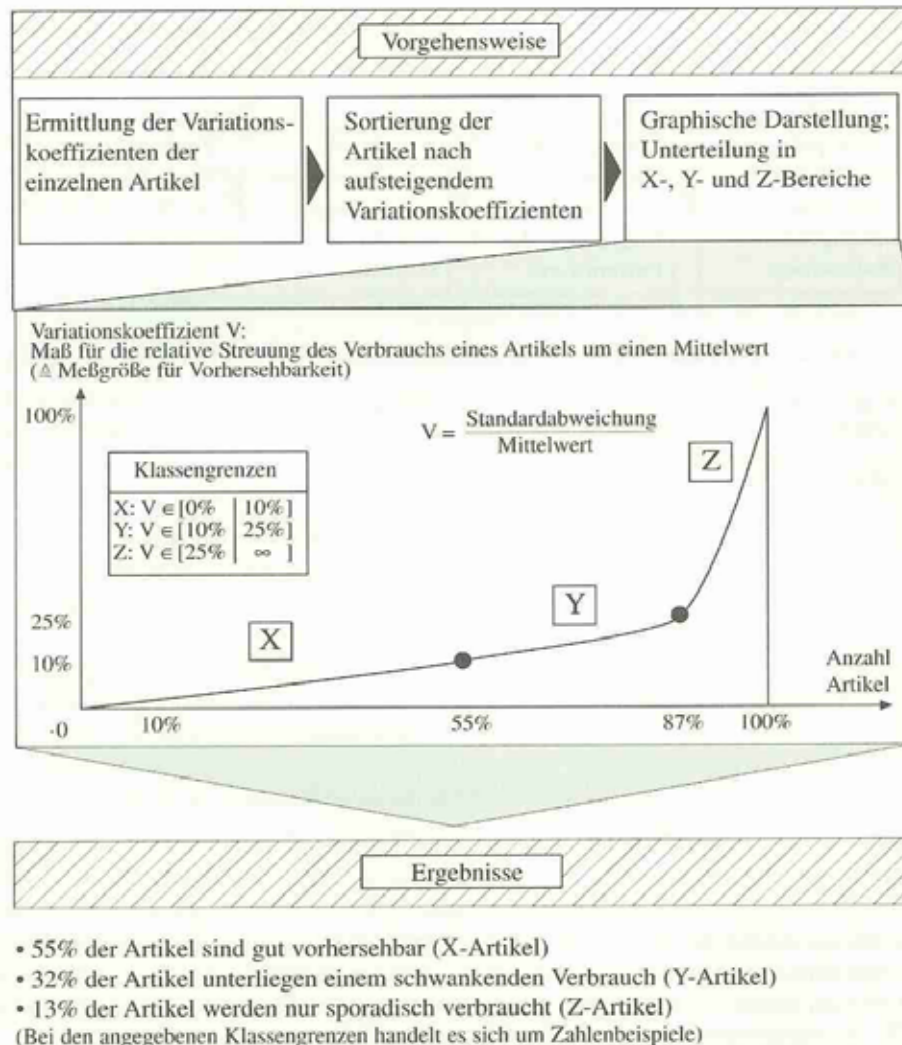 Vorgehensweise
Ermittlung der Variations-
koeffizienten der
einzelnen Artikel
Sortierung der
Artikel nach
aufsteigendem
Variationskoeffizienten
Graphische Darstellung;
Unterteilung in
X-, Y- und Z-Bereiche
Variationskoeffizient V:
Maß für die relative Streuung des Verbrauchs eines Artikels um einen Mittelwert
(≙ Meßgröße für Vorhersehbarkeit)
100%
V = Standardabweichung
Mittelwert
Z
Klassengrenzen
X: V ∈ [0% | 10%]
Y: V ∈ [10% | 25%]
Z: V ∈ [25% | ∞ ]
25%
Y
X
10%
Anzahl
Artikel
-0
10%
55%
87%
100%
Ergebnisse
• 55% der Artikel sind gut vorhersehbar (X-Artikel)
• 32% der Artikel unterliegen einem schwankenden Verbrauch (Y-Artikel)
• 13% der Artikel werden nur sporadisch verbraucht (Z-Artikel)
(Bei den angegebenen Klassengrenzen handelt es sich um Zahlenbeispiele)